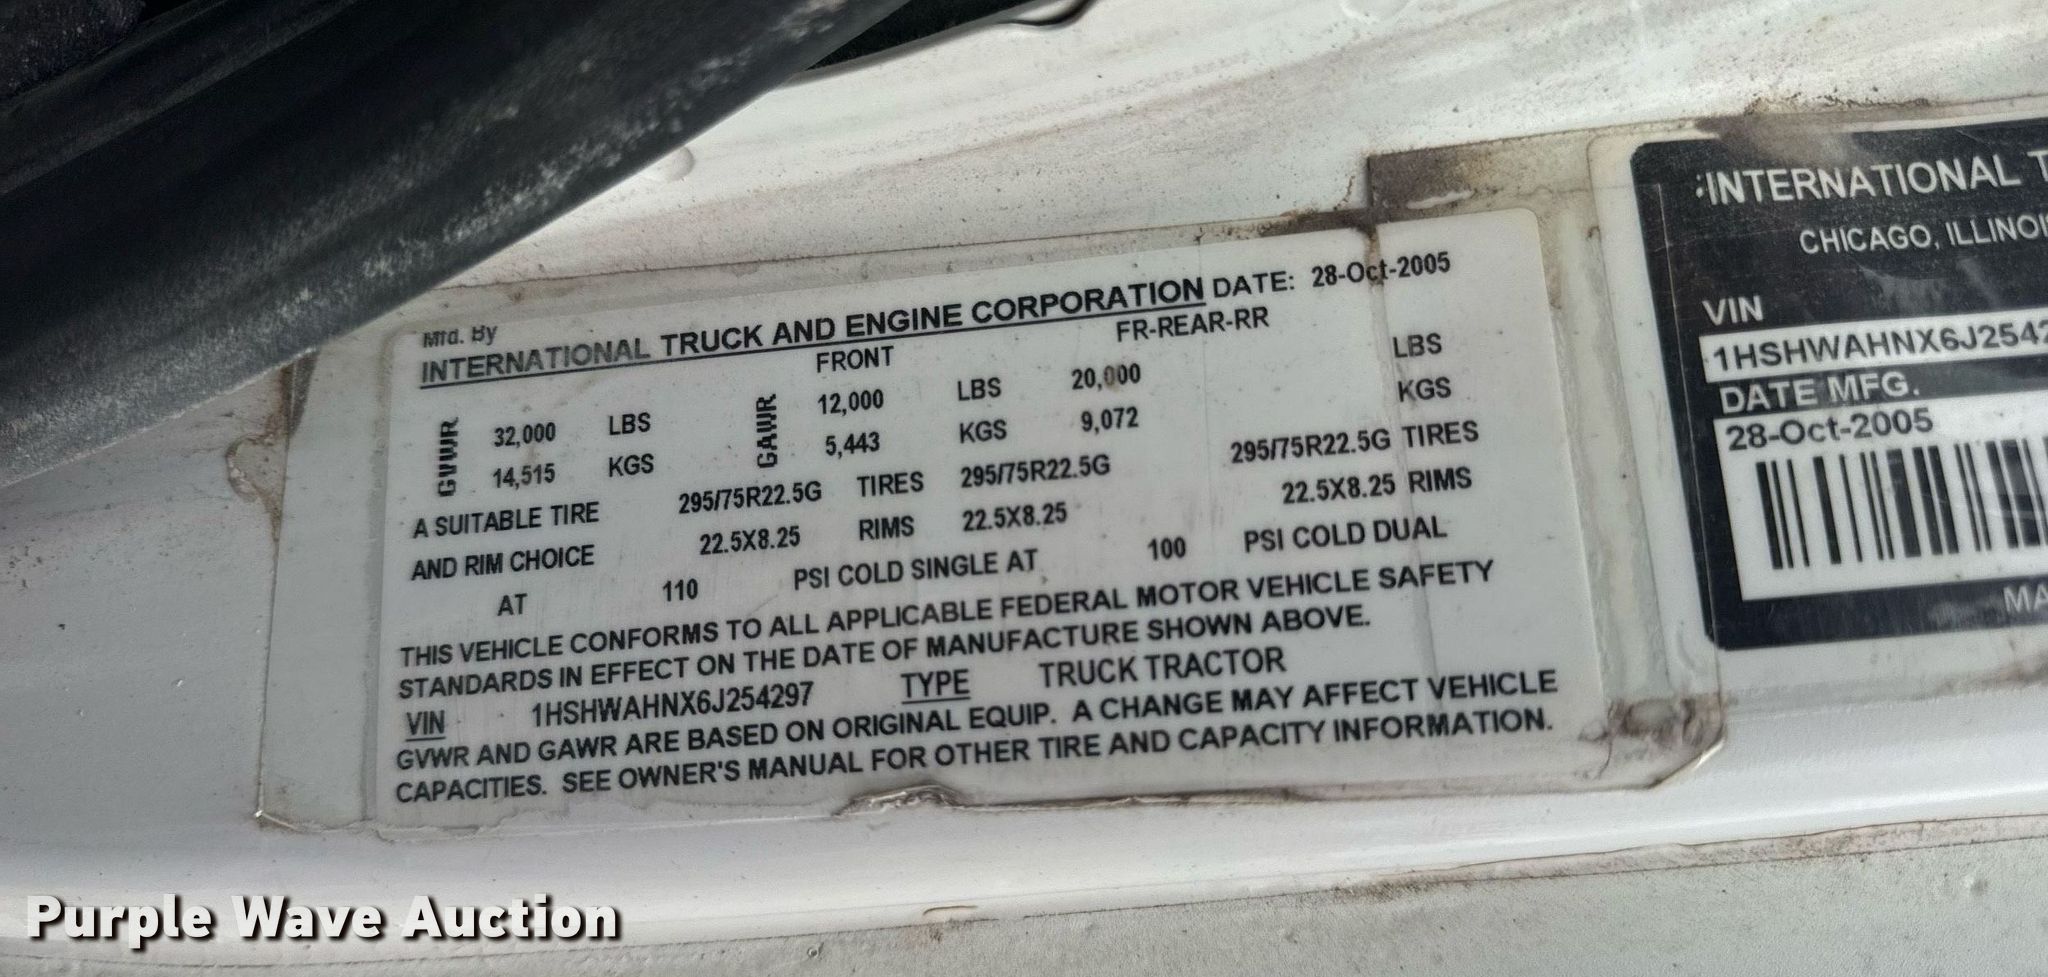 Mfd. By
INTERNATIONAL TRUCK AND ENGINE CORPORATION DATE: 28-Oct-2005
FRONT FR-REAR-RR
GVWR 32,000 LBS GAWR 12,000 LBS 20,000 LBS
14,515 KGS 5,443 KGS 9,072 KGS
A SUITABLE TIRE 295/75R22.5G TIRES 295/75R22.5G 295/75R22.5G TIRES
AND RIM CHOICE 22.5X8.25 RIMS 22.5X8.25 22.5X8.25 RIMS
AT 110 PSI COLD SINGLE AT 100 PSI COLD DUAL
THIS VEHICLE CONFORMS TO ALL APPLICABLE FEDERAL MOTOR VEHICLE SAFETY
STANDARDS IN EFFECT ON THE DATE OF MANUFACTURE SHOWN ABOVE.
VIN 1HSHWAHNX6J254297 TYPE TRUCK TRACTOR
GVWR AND GAWR ARE BASED ON ORIGINAL EQUIP. A CHANGE MAY AFFECT VEHICLE
CAPACITIES. SEE OWNER'S MANUAL FOR OTHER TIRE AND CAPACITY INFORMATION.
INTERNATIONAL T
CHICAGO, ILLINOI
VIN
1HSHWAHNX6J2542
DATE MFG.
28-Oct-2005
MA
Purple Wave Auction